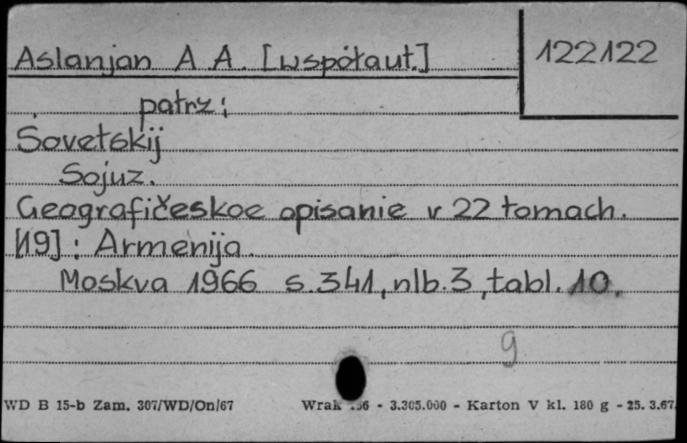 Aslanjan A A. [współaut.]
122122
patrz:
Sovetskij
Sojuz.
Geografičeskoe opisanie v 22 tomach.
[19]: Armenija.
Moskva 1966 s.341, nlb.3, tabl.10.
9
WD B 15-b Zam. 307/WD/On/67
- 3.305.000 - Karton V kl. 180 g - 25. 3.67.